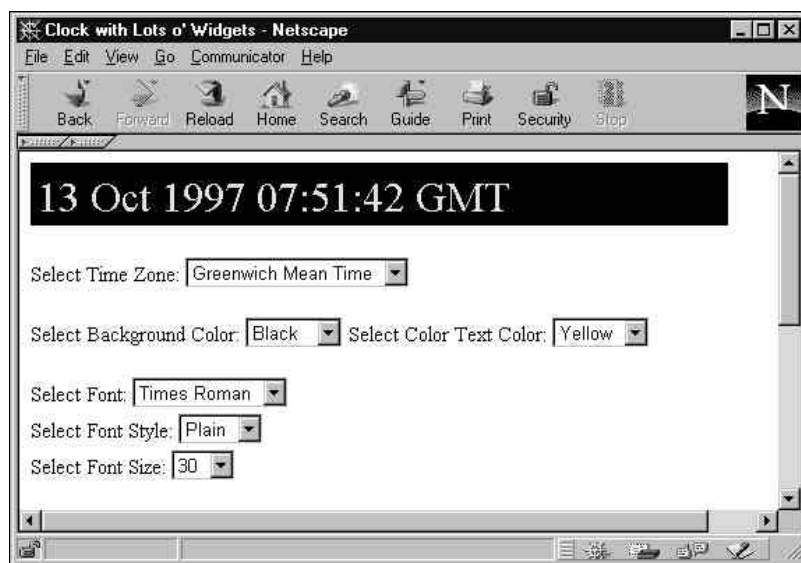 Clock with Lots o' Widgets - Netscape
File Edit View Go Communicator Help
Back Forward Reload Home Search Guide Print Security Stop
N
13 Oct 1997 07:51:42 GMT
Select Time Zone: Greenwich Mean Time
Select Background Color: Black Select Color Text Color: Yellow
Select Font: Times Roman
Select Font Style: Plain
Select Font Size: 30